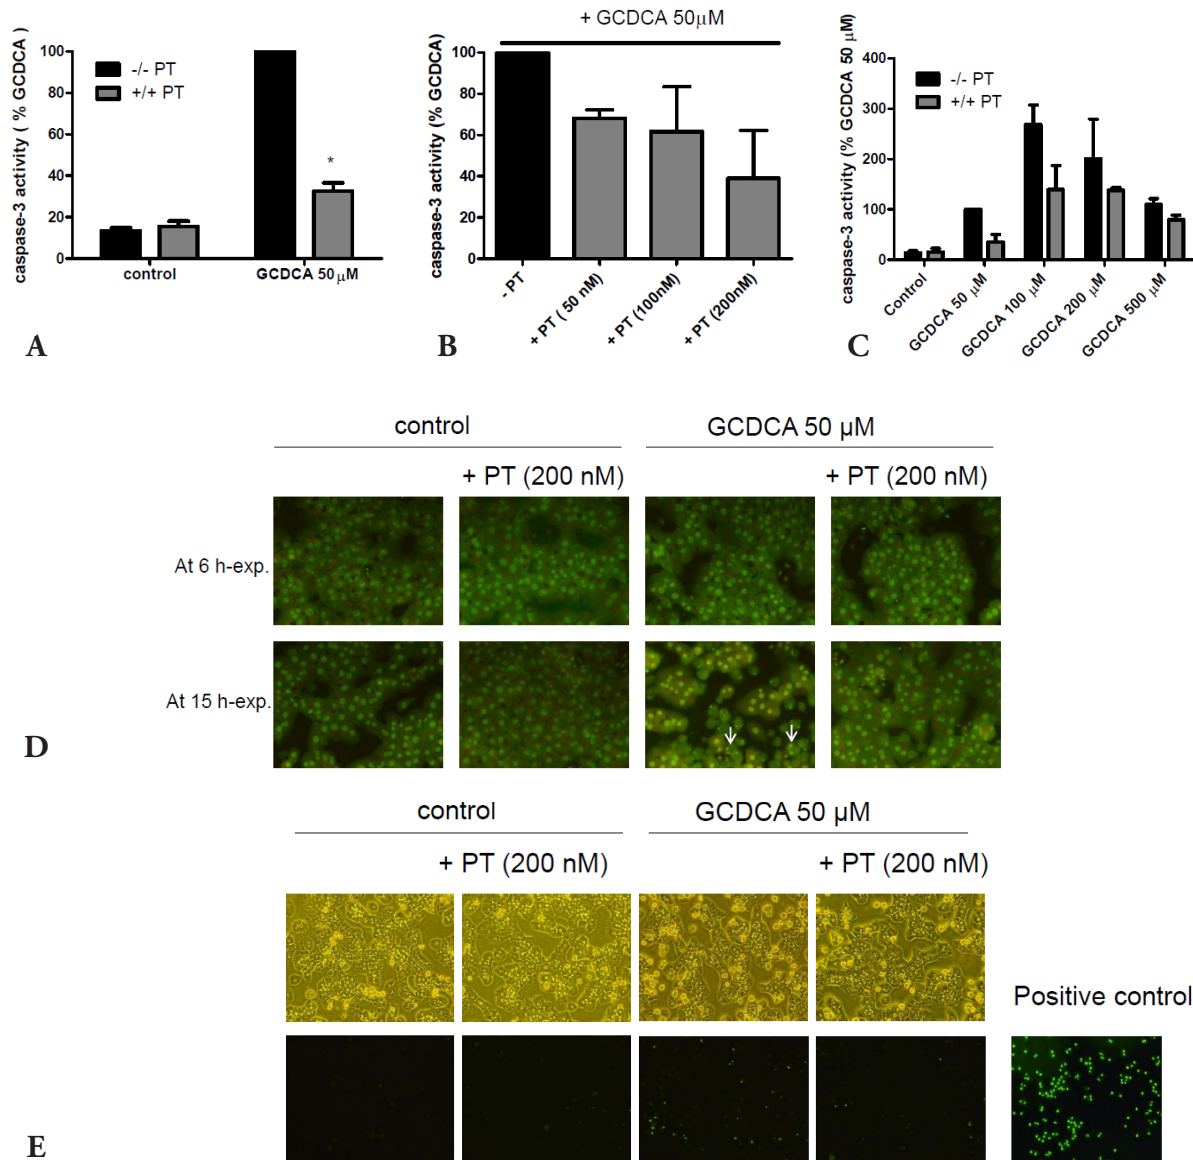 caspase-3 activity ( % GCDCA )
100
80
60
40
20
0
-/- PT
+/+ PT
*
control
GCDCA 50 μM
A
+ GCDCA 50μM
caspase-3 activity (% GCDCA)
100
80
60
40
20
0
- PT
+ PT ( 50 nM)
+ PT (100nM)
+ PT (200nM)
B
caspase-3 activity (% GCDCA 50 μM)
400
300
200
100
0
-/- PT
+/+ PT
Control
GCDCA 50 μM
GCDCA 100 μM
GCDCA 200 μM
GCDCA 500 μM
C
control
GCDCA 50 μM
+ PT (200 nM)
+ PT (200 nM)
At 6 h-exp.
At 15 h-exp.
D
control
GCDCA 50 μM
+ PT (200 nM)
+ PT (200 nM)
Positive control
E